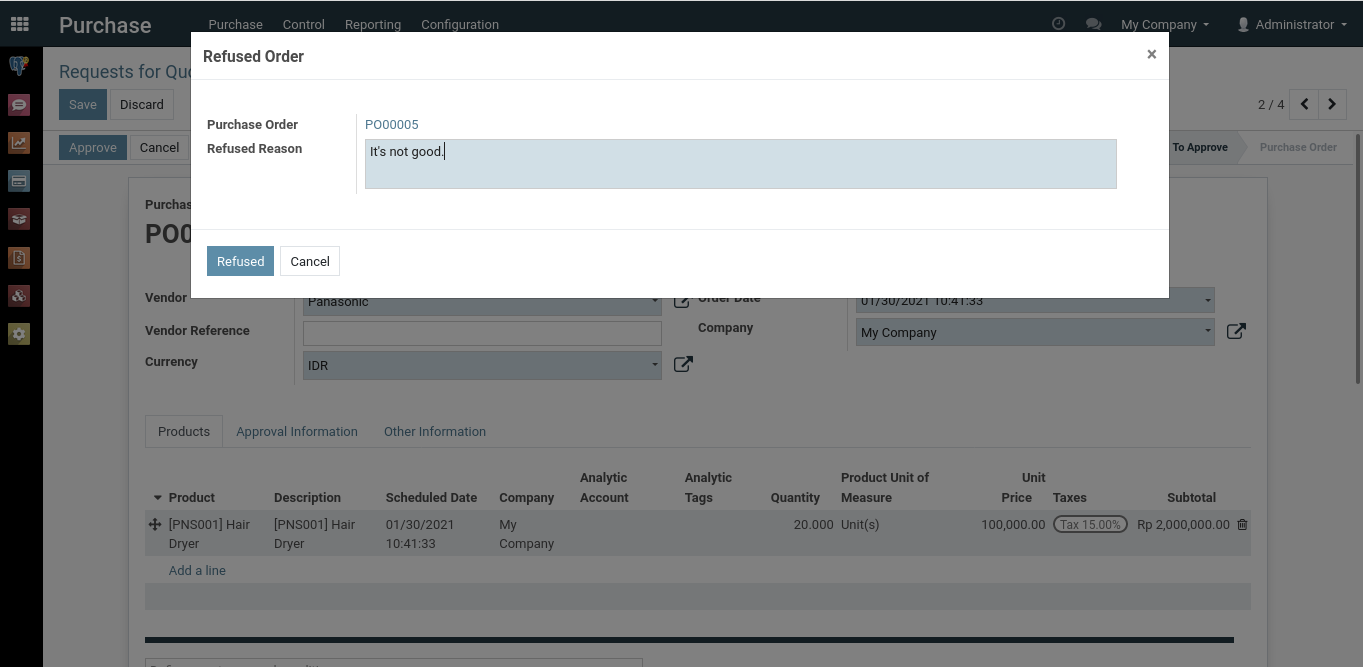 Purchase
Purchase Control Reporting Configuration
My Company
Administrator
Refused Order
×
Requests for Quo
Save
Discard
2 / 4
Approve
Cancel
To Approve
Purchase Order
Purchase Order
PO00005
Refused Reason
It's not good.
Refused
Cancel
Purchas
PO0
Vendor
Panasonic
Order Date
01/30/2021 10:41:33
Vendor Reference
Company
My Company
Currency
IDR
Products
Approval Information
Other Information
Product Description Scheduled Date Company Analytic Account Analytic Tags Quantity Product Unit of Measure Unit Price Taxes Subtotal
[PNS001] Hair Dryer [PNS001] Hair Dryer 01/30/2021 10:41:33 My Company 20.000 Unit(s) 100,000.00 Tax 15.00% Rp 2,000,000.00
Add a line